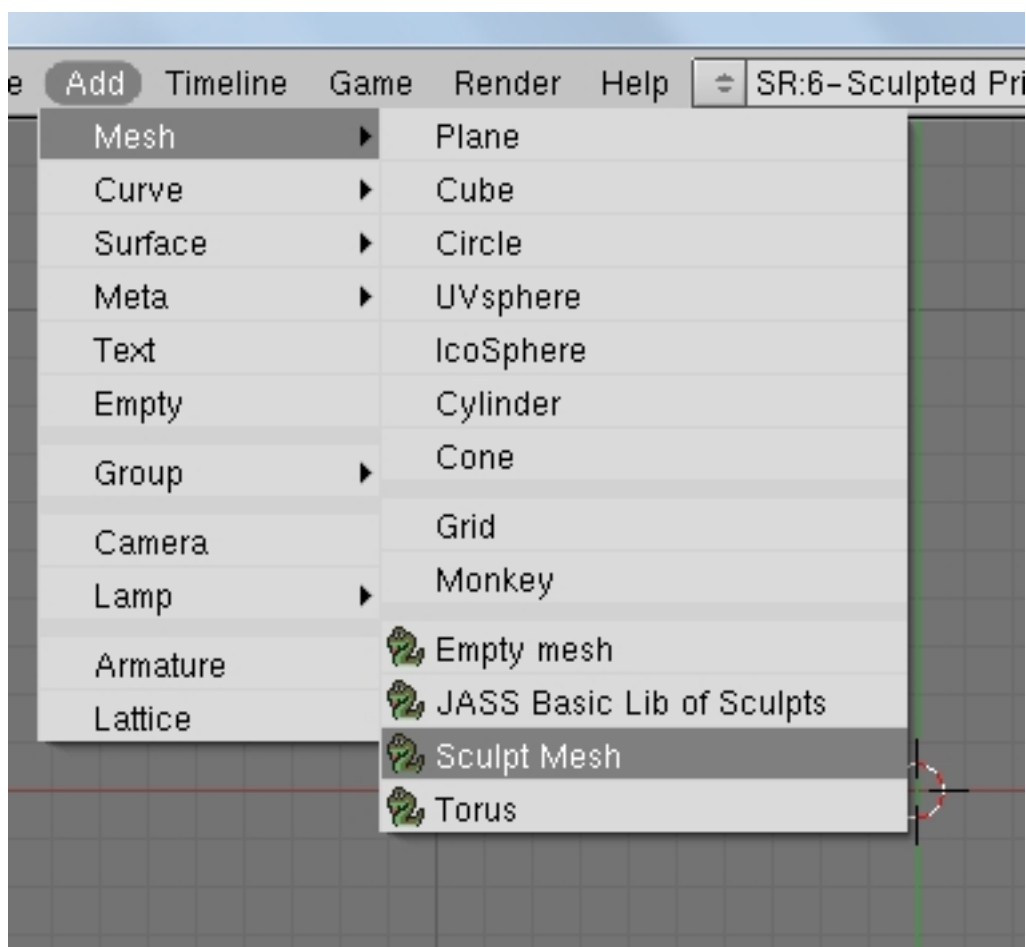 e Add Timeline Game Render Help SR:6-Sculpted Pri
Mesh
Curve
Surface
Meta
Text
Empty
Group
Camera
Lamp
Armature
Lattice
Plane
Cube
Circle
UVsphere
IcoSphere
Cylinder
Cone
Grid
Monkey
Empty mesh
JASS Basic Lib of Sculpts
Sculpt Mesh
Torus